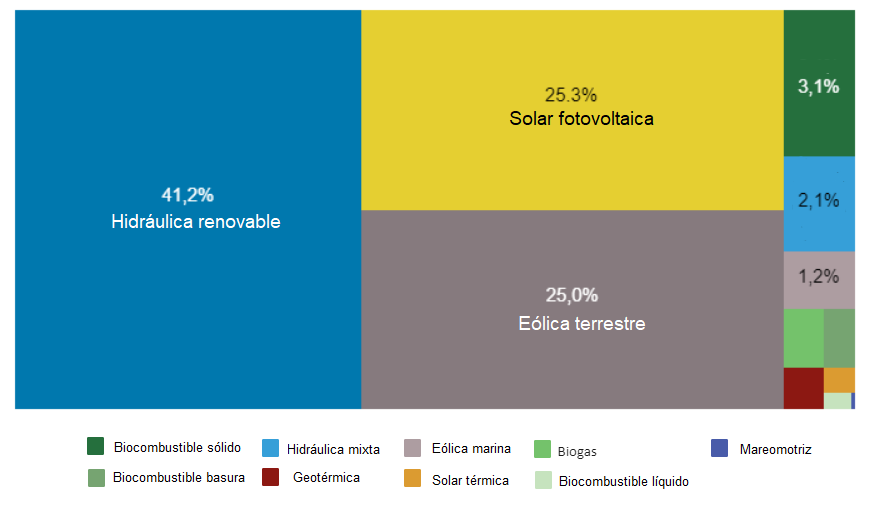 41,2%
Hidráulica renovable
25.3%
Solar fotovoltaica
25,0%
Eólica terrestre
3,1%
2,1%
1,2%
Biocombustible sólido
Hidráulica mixta
Eólica marina
Biogas
Mareomotriz
Biocombustible basura
Geotérmica
Solar térmica
Biocombustible líquido